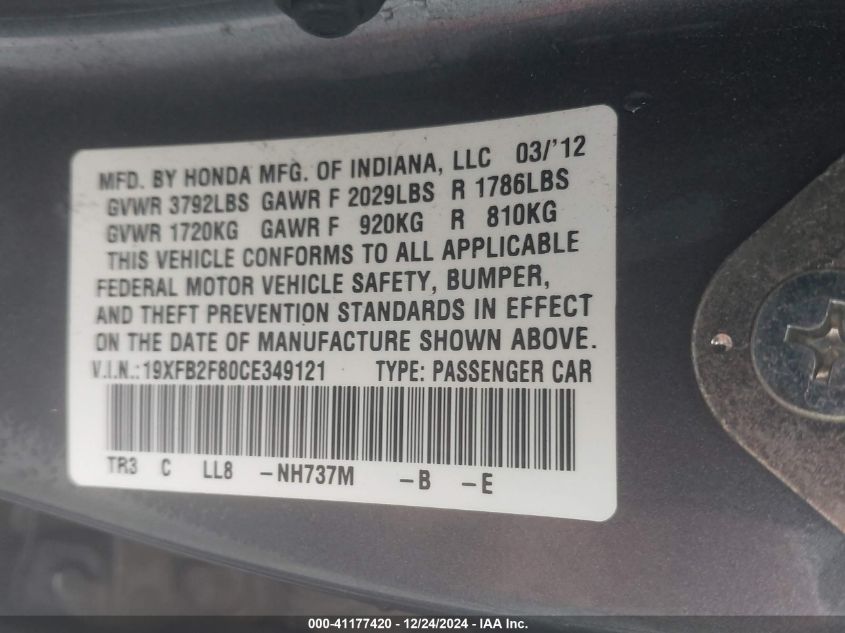 MFD. BY HONDA MFG. OF INDIANA, LLC 03/'12
GVWR 3792LBS GAWR F 2029LBS R 1786LBS
GVWR 1720KG GAWR F 920KG R 810KG
THIS VEHICLE CONFORMS TO ALL APPLICABLE
FEDERAL MOTOR VEHICLE SAFETY, BUMPER,
AND THEFT PREVENTION STANDARDS IN EFFECT
ON THE DATE OF MANUFACTURE SHOWN ABOVE.
V.I.N.:19XFB2F80CE349121 TYPE: PASSENGER CAR
TR3 C LL8 -NH737M -B -E
000-41177420 - 12/24/2024 - IAA Inc.